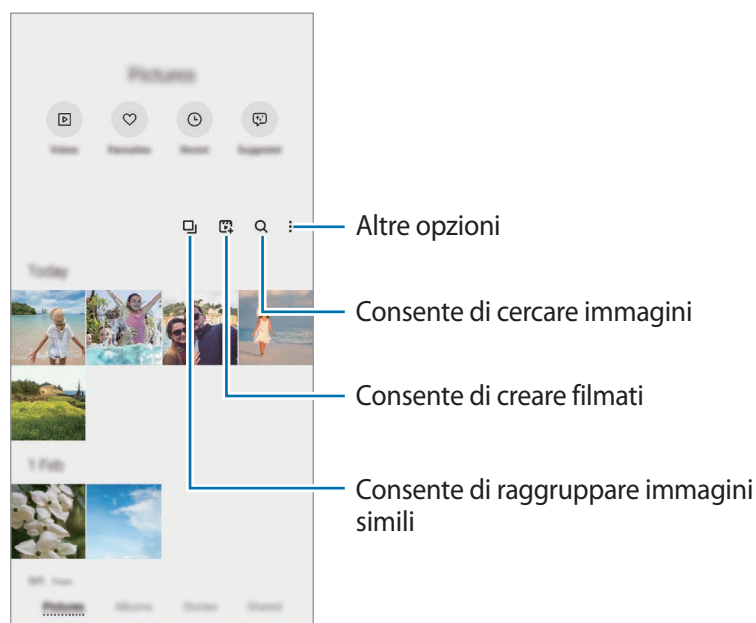 Pictures
Videos Favourites Recent Suggested
Altre opzioni
Today
Consente di cercare immagini
Consente di creare filmati
1 Feb
Consente di raggruppare immagini
simili
Pictures Albums Stories Shared